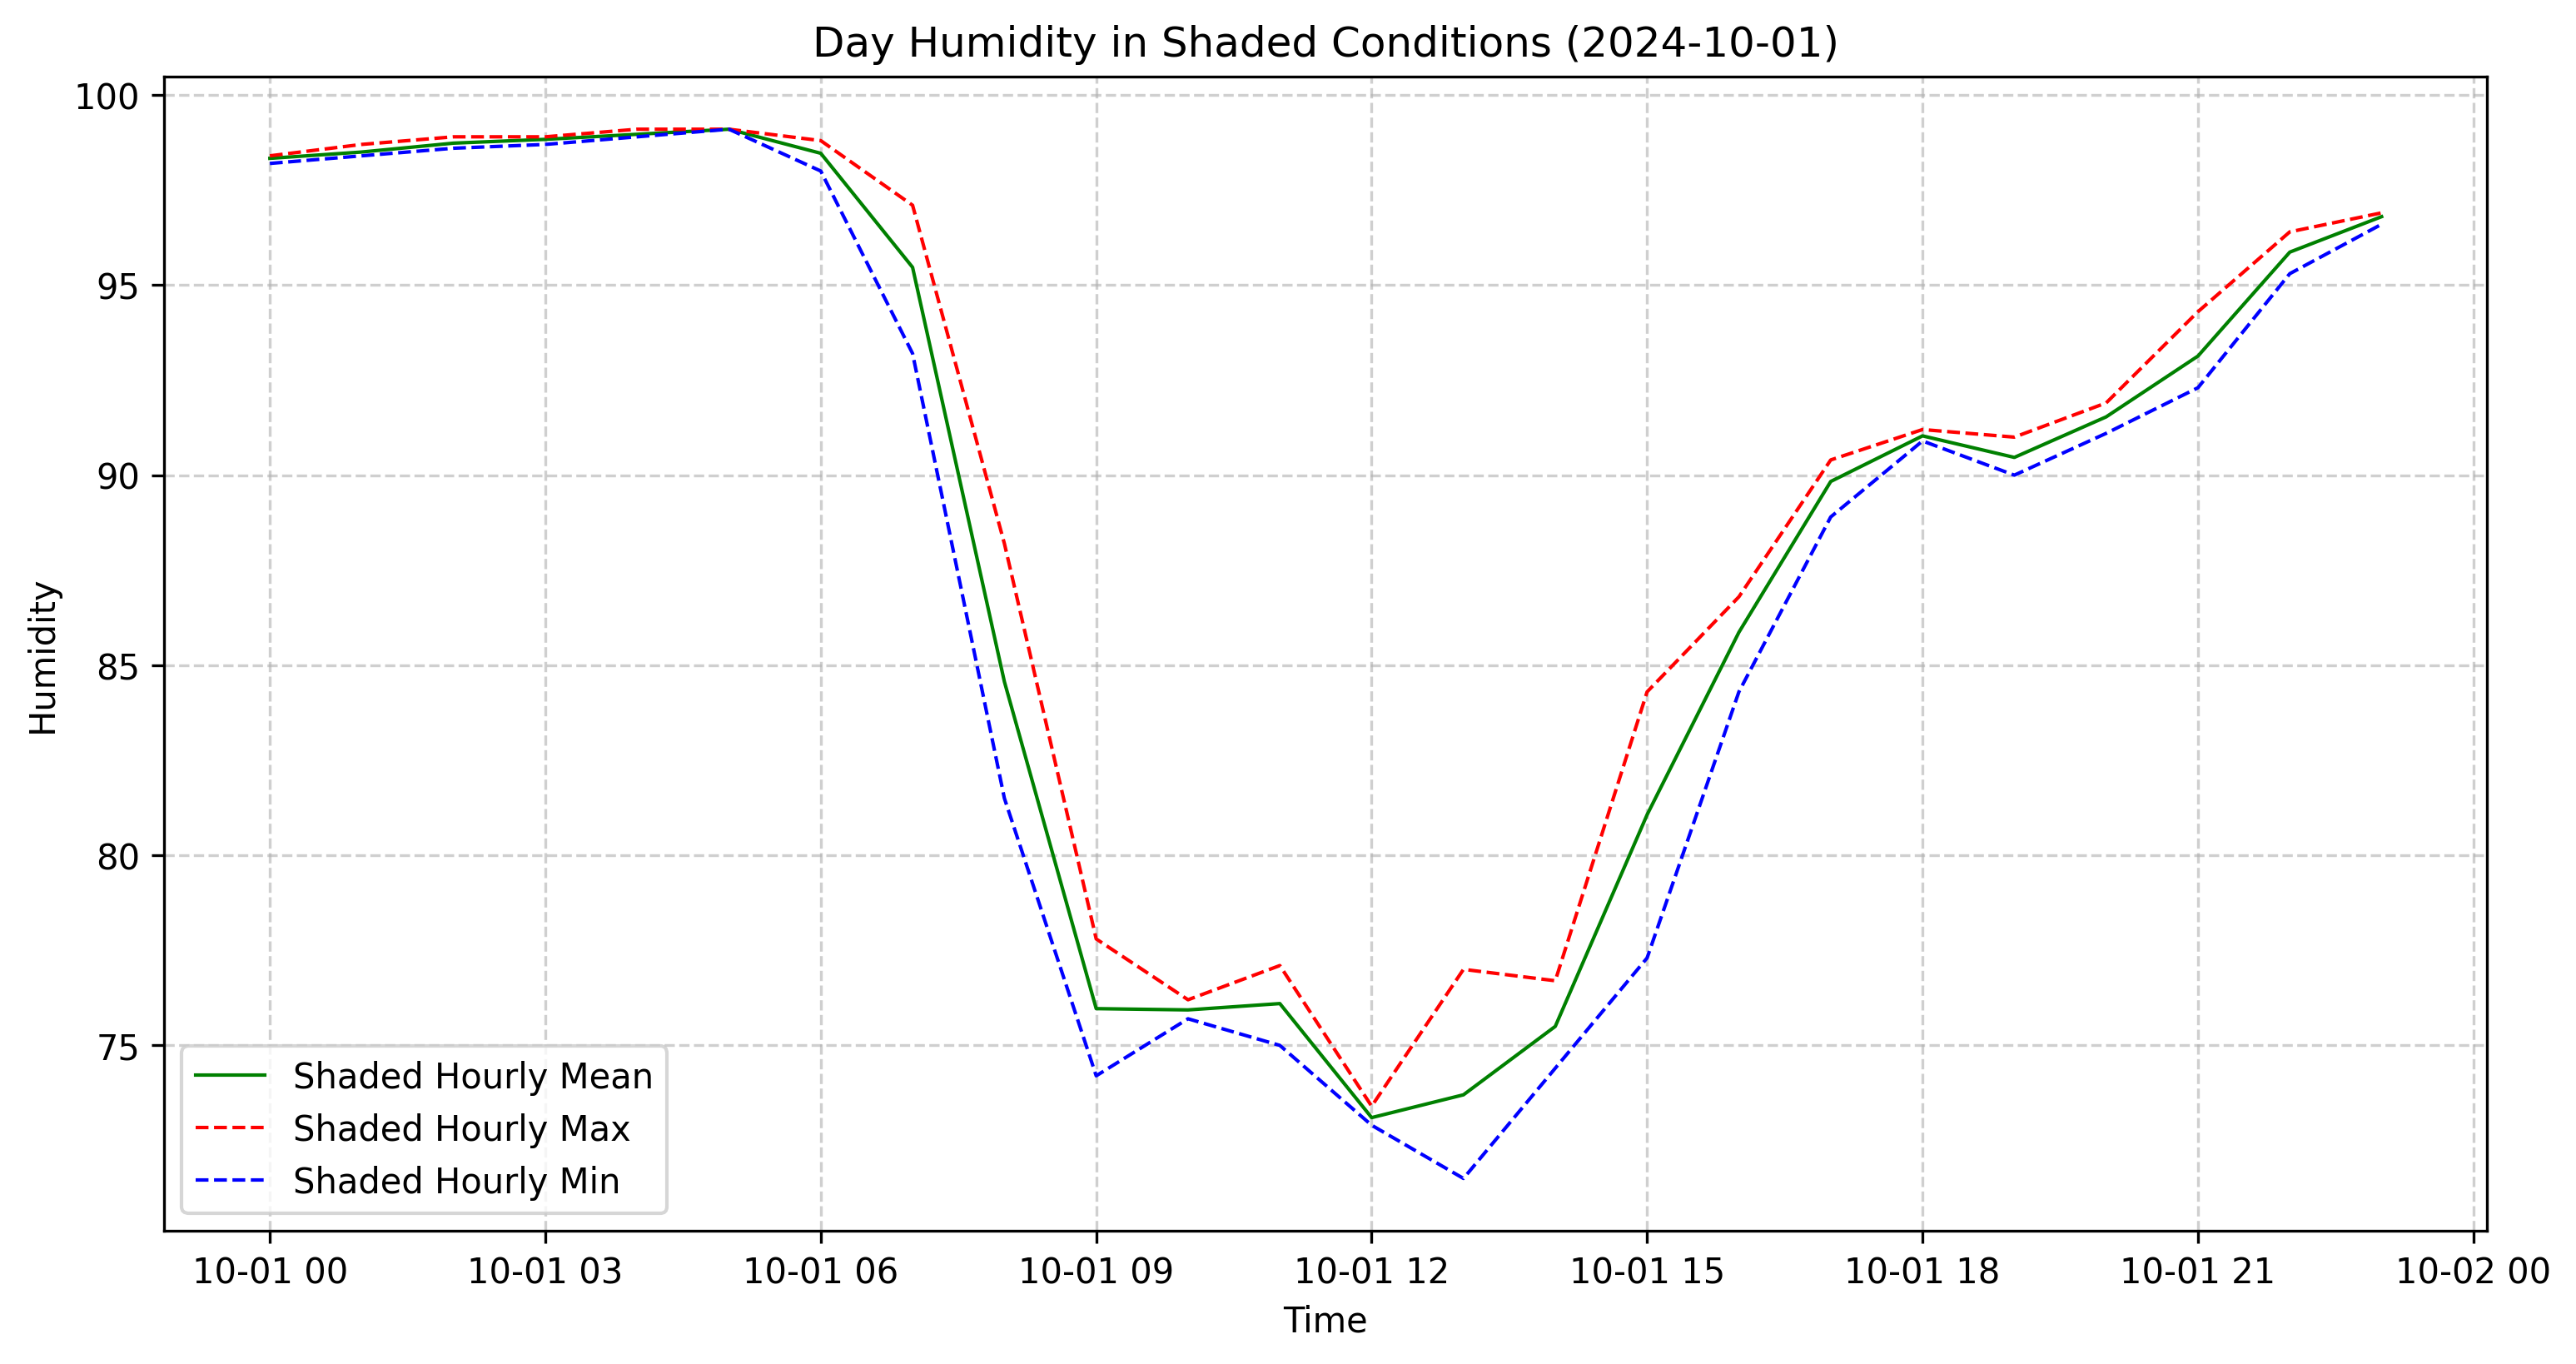 Day Humidity in Shaded Conditions (2024-10-01)
Humidity
100
95
90
85
80
75
Shaded Hourly Mean
Shaded Hourly Max
Shaded Hourly Min
10-01 00
10-01 03
10-01 06
10-01 09
10-01 12
10-01 15
10-01 18
10-01 21
10-02 00
Time